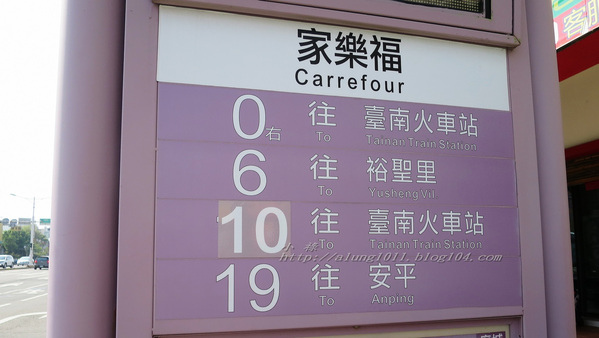 客服
家樂福
Carrefour
0右 往 臺南火車站
To Tainan Train Station
6 往 裕聖里
To Yusheng Vil.
10 往 臺南火車站
To Tainan Train Station
http://alung1011.blog104.com
19 往 安平
To Anping